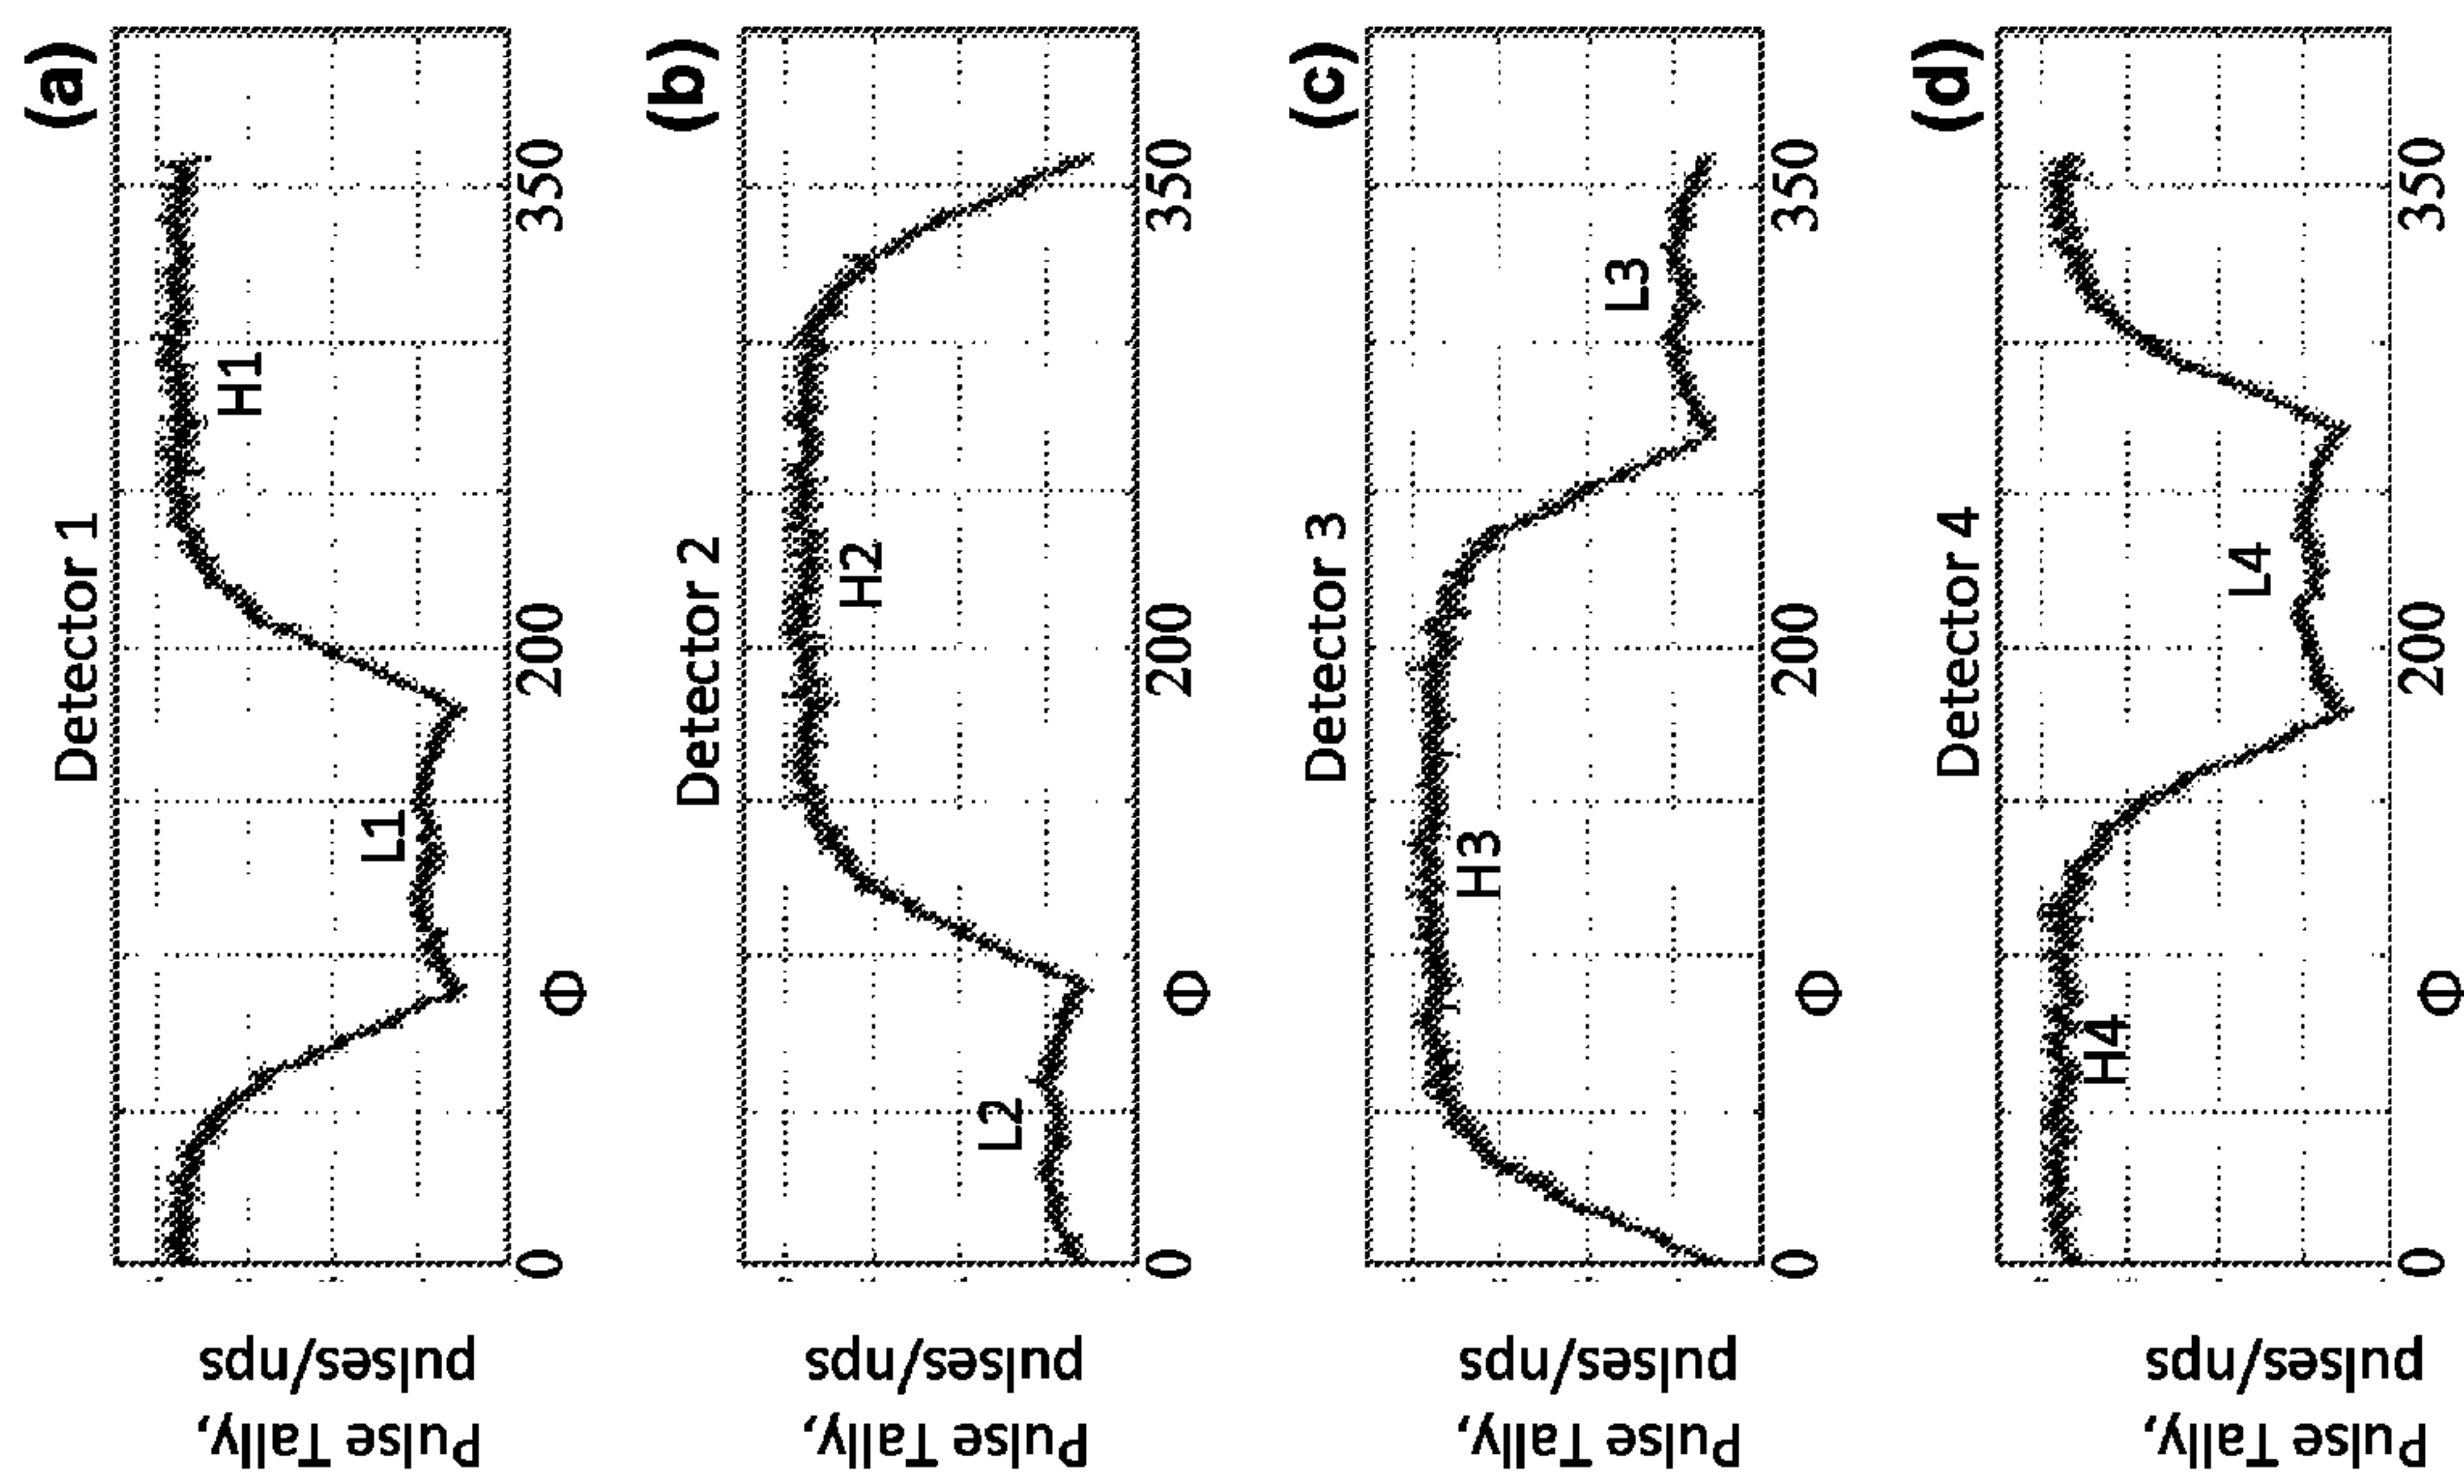 Detector 1
(a)
Pulse Tally,
pulses/nps
L1
H1
0
200
350
Φ
Detector 2
(b)
Pulse Tally,
pulses/nps
L2
H2
0
200
350
Φ
Detector 3
(c)
Pulse Tally,
pulses/nps
H3
L3
0
200
350
Φ
Detector 4
(d)
Pulse Tally,
pulses/nps
H4
L4
0
200
350
Φ